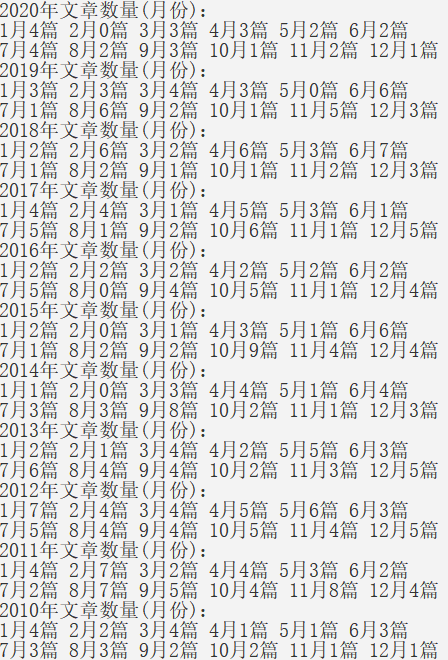 2020年文章数量(月份):
1月4篇 2月0篇 3月3篇 4月3篇 5月2篇 6月2篇
7月4篇 8月2篇 9月3篇 10月1篇 11月2篇 12月1篇
2019年文章数量(月份):
1月3篇 2月3篇 3月4篇 4月3篇 5月0篇 6月6篇
7月1篇 8月6篇 9月2篇 10月1篇 11月5篇 12月3篇
2018年文章数量(月份):
1月2篇 2月6篇 3月2篇 4月6篇 5月3篇 6月7篇
7月1篇 8月2篇 9月1篇 10月1篇 11月2篇 12月3篇
2017年文章数量(月份):
1月4篇 2月4篇 3月1篇 4月5篇 5月3篇 6月1篇
7月5篇 8月1篇 9月2篇 10月6篇 11月1篇 12月5篇
2016年文章数量(月份):
1月2篇 2月2篇 3月2篇 4月2篇 5月2篇 6月2篇
7月5篇 8月0篇 9月4篇 10月5篇 11月1篇 12月4篇
2015年文章数量(月份):
1月2篇 2月0篇 3月1篇 4月3篇 5月1篇 6月6篇
7月1篇 8月2篇 9月2篇 10月9篇 11月4篇 12月4篇
2014年文章数量(月份):
1月1篇 2月0篇 3月3篇 4月4篇 5月1篇 6月4篇
7月3篇 8月3篇 9月8篇 10月2篇 11月1篇 12月3篇
2013年文章数量(月份):
1月2篇 2月1篇 3月4篇 4月2篇 5月5篇 6月3篇
7月6篇 8月4篇 9月4篇 10月2篇 11月3篇 12月5篇
2012年文章数量(月份):
1月7篇 2月4篇 3月4篇 4月5篇 5月6篇 6月3篇
7月5篇 8月4篇 9月4篇 10月5篇 11月4篇 12月5篇
2011年文章数量(月份):
1月4篇 2月7篇 3月2篇 4月4篇 5月3篇 6月2篇
7月2篇 8月7篇 9月5篇 10月4篇 11月8篇 12月4篇
2010年文章数量(月份):
1月4篇 2月2篇 3月4篇 4月1篇 5月1篇 6月3篇
7月3篇 8月3篇 9月2篇 10月2篇 11月1篇 12月1篇